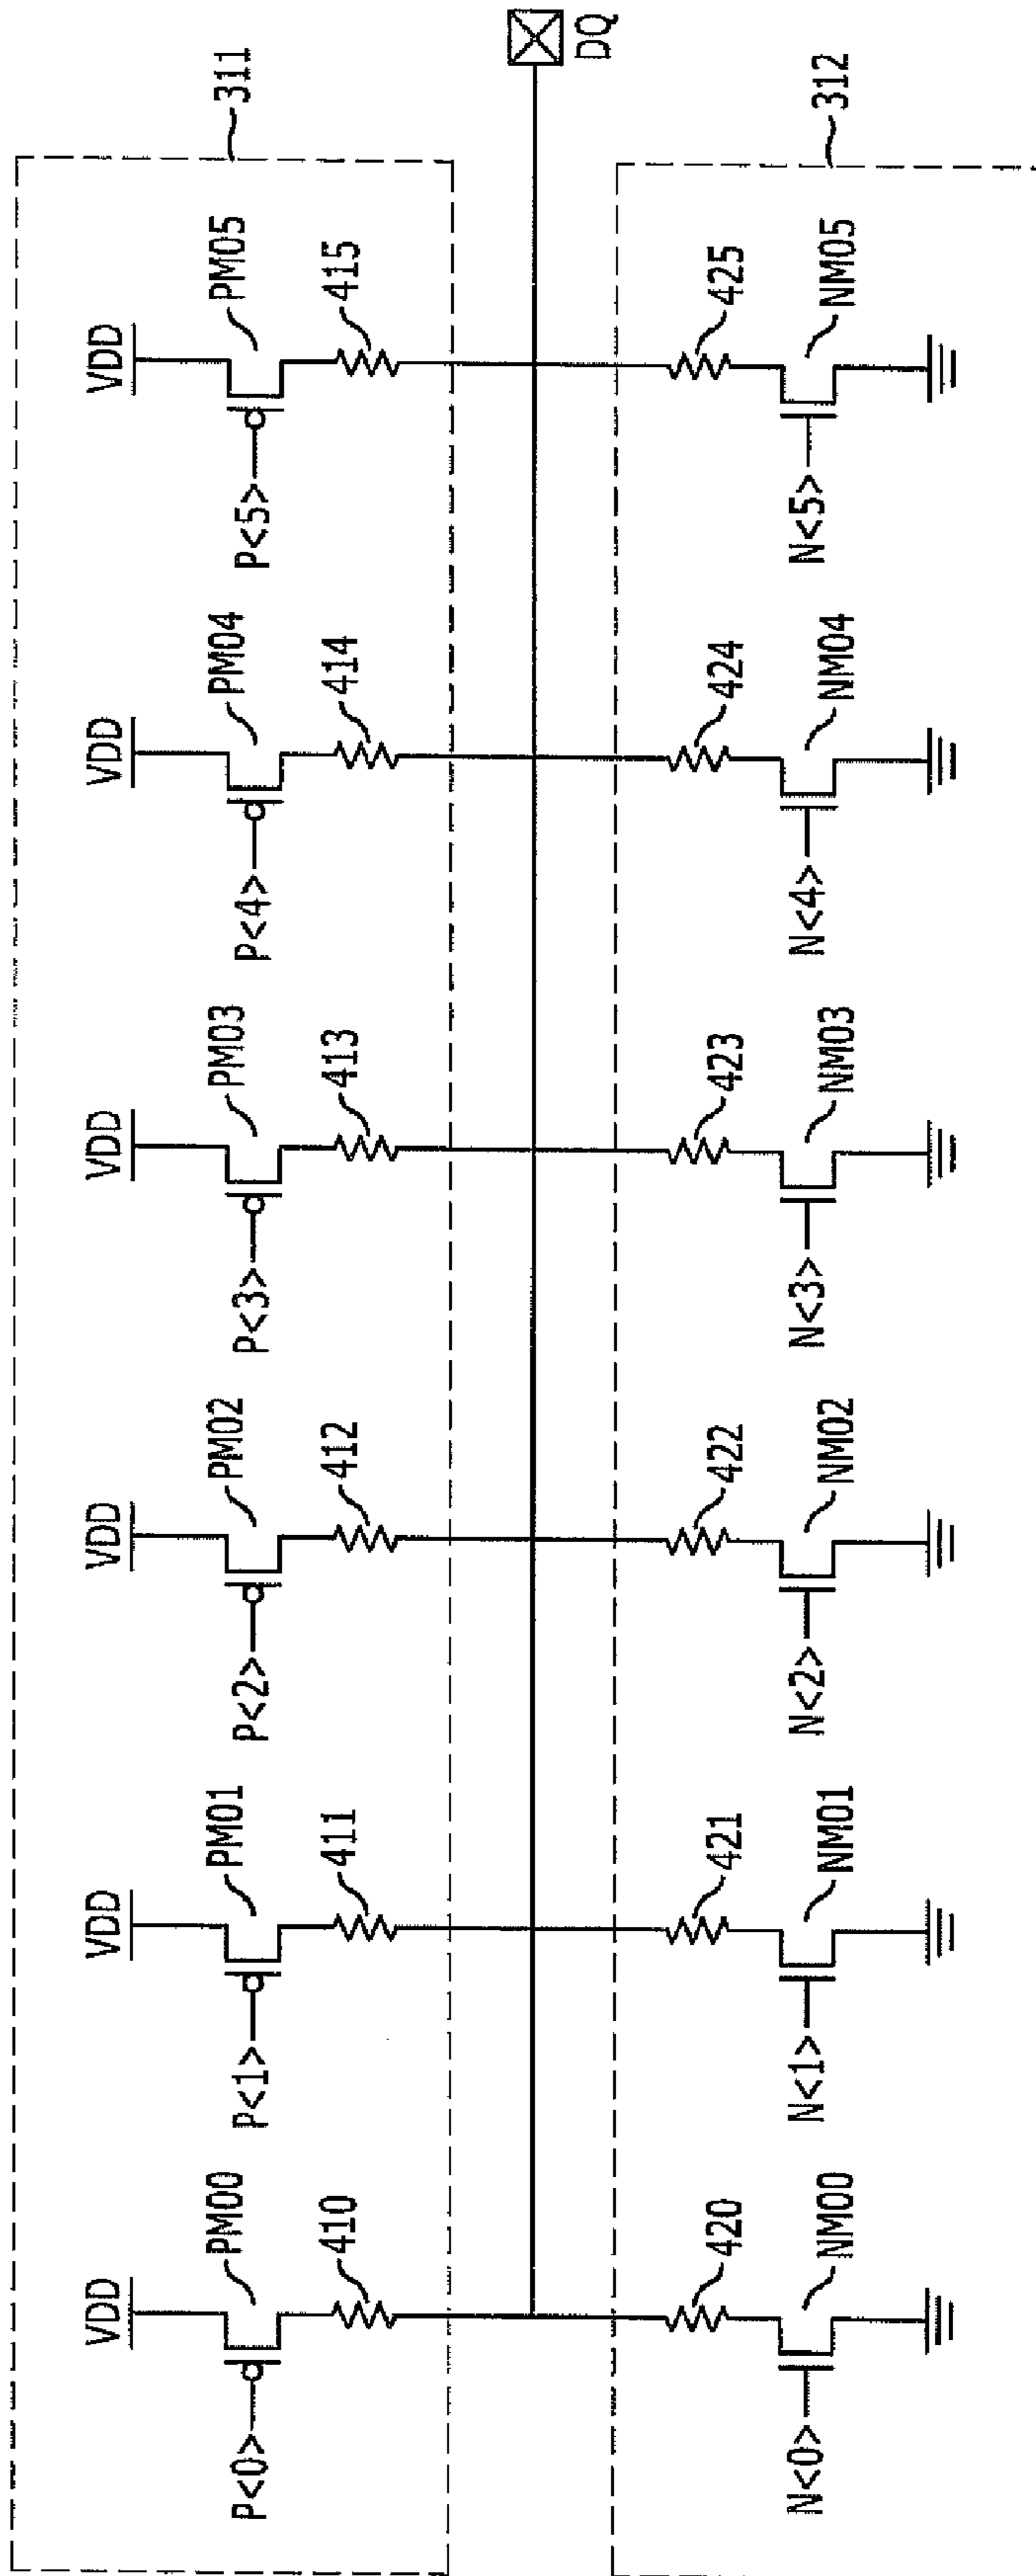 311
VDD VDD VDD VDD VDD VDD
PM00 PM01 PM02 PM03 PM04 PM05
P<0> P<1> P<2> P<3> P<4> P<5>
410 411 412 413 414 415
DQ
312
420 421 422 423 424 425
N<0> N<1> N<2> N<3> N<4> N<5>
NM00 NM01 NM02 NM03 NM04 NM05